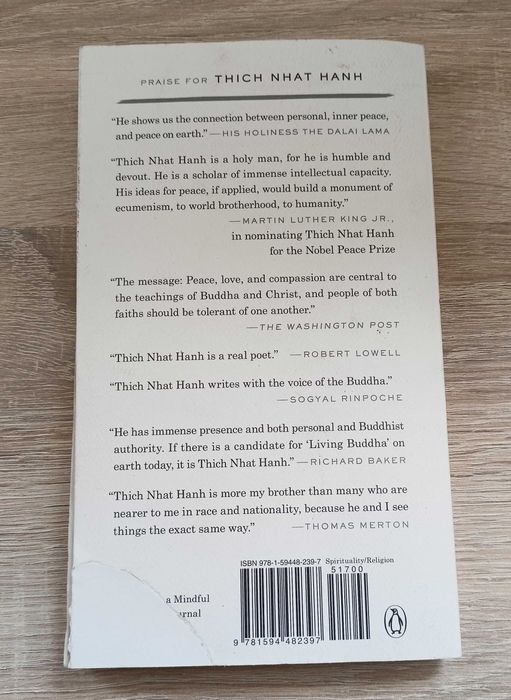 PRAISE FOR THICH NHAT HANH
“He shows us the connection between personal, inner peace,
and peace on earth.” —HIS HOLINESS THE DALAI LAMA
“Thich Nhat Hanh is a holy man, for he is humble and
devout. He is a scholar of immense intellectual capacity.
His ideas for peace, if applied, would build a monument of
ecumenism, to world brotherhood, to humanity.”
—MARTIN LUTHER KING JR.,
in nominating Thich Nhat Hanh
for the Nobel Peace Prize
“The message: Peace, love, and compassion are central to
the teachings of Buddha and Christ, and people of both
faiths should be tolerant of one another.”
—THE WASHINGTON POST
“Thich Nhat Hanh is a real poet.” —ROBERT LOWELL
“Thich Nhat Hanh writes with the voice of the Buddha.”
—SOGYAL RINPOCHE
“He has immense presence and both personal and Buddhist
authority. If there is a candidate for ‘Living Buddha’ on
earth today, it is Thich Nhat Hanh.” —RICHARD BAKER
“Thich Nhat Hanh is more my brother than many who are
nearer to me in race and nationality, because he and I see
things the exact same way.” —THOMAS MERTON
ISBN 978-1-59448-239-7 Spirituality/Religion
51700
a Mindful
9 781594 482397